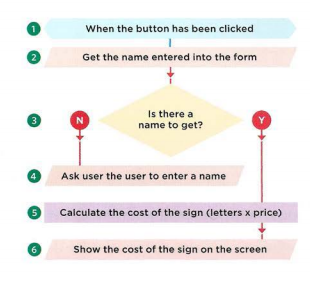 1 When the button has been clicked
2 Get the name entered into the form
Is there a
3 N name to get? Y
4 Ask user the user to enter a name
5 Calculate the cost of the sign (letters x price)
6 Show the cost of the sign on the screen